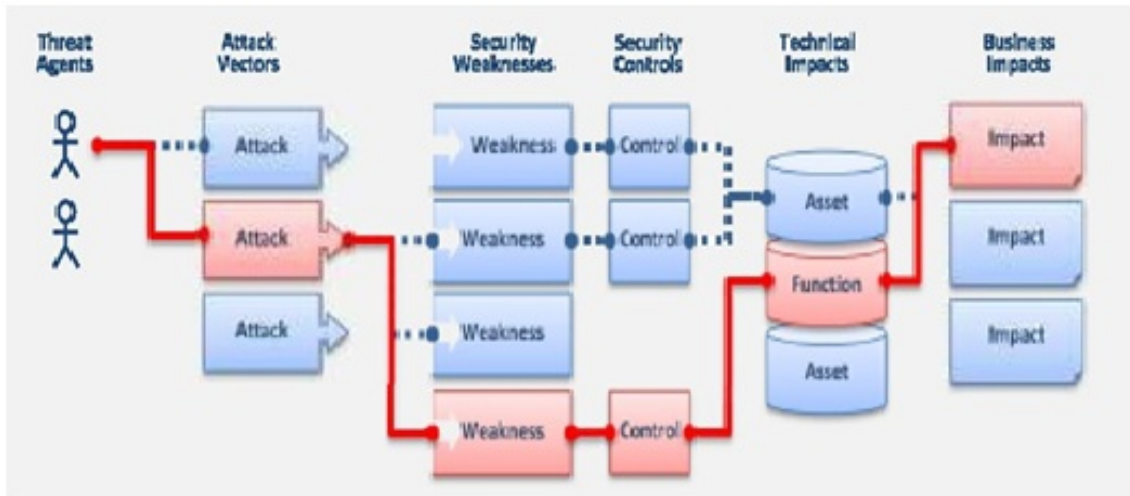 Threat Agents
Attack Vectors
Security Weaknesses
Security Controls
Technical Impacts
Business Impacts
Attack
Weakness
Control
Impact
Asset
Attack
Weakness
Control
Impact
Function
Attack
Weakness
Impact
Asset
Weakness
Control